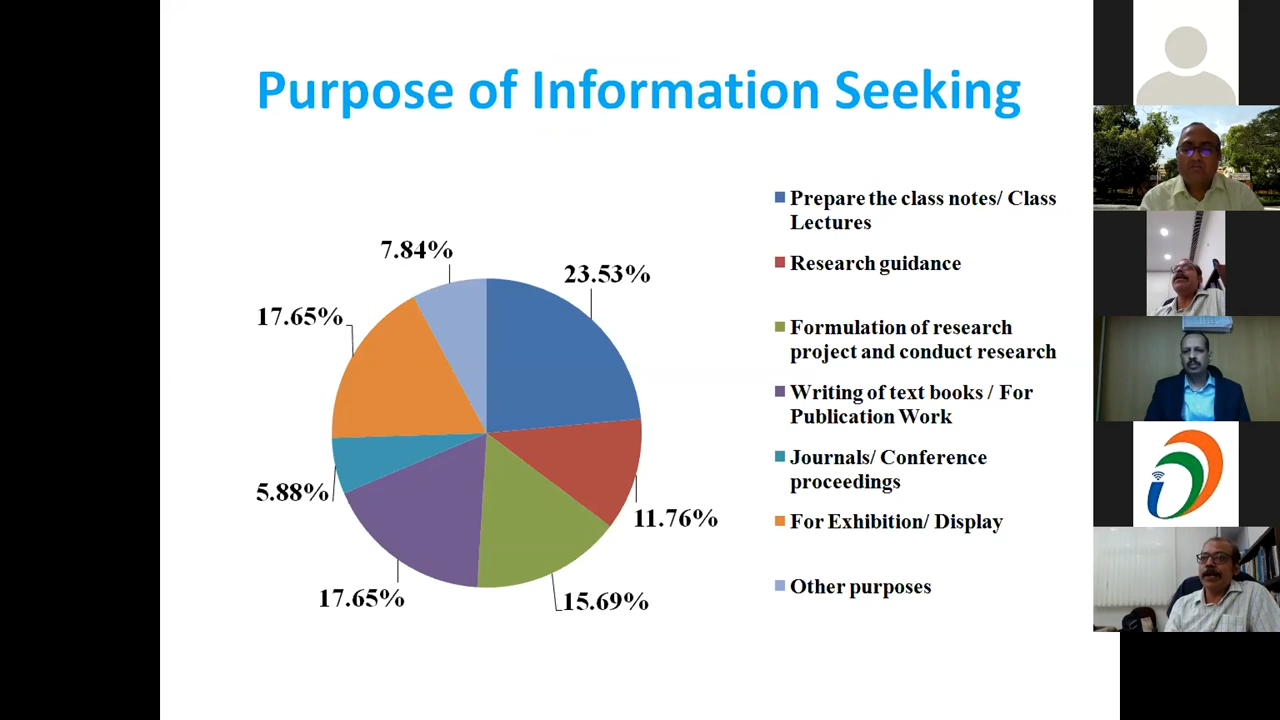 Purpose of Information Seeking
7.84%
23.53%
17.65%
5.88%
11.76%
17.65%
15.69%
Prepare the class notes/ Class
Lectures
Research guidance
Formulation of research
project and conduct research
Writing of text books / For
Publication Work
Journals/ Conference
proceedings
For Exhibition/ Display
Other purposes